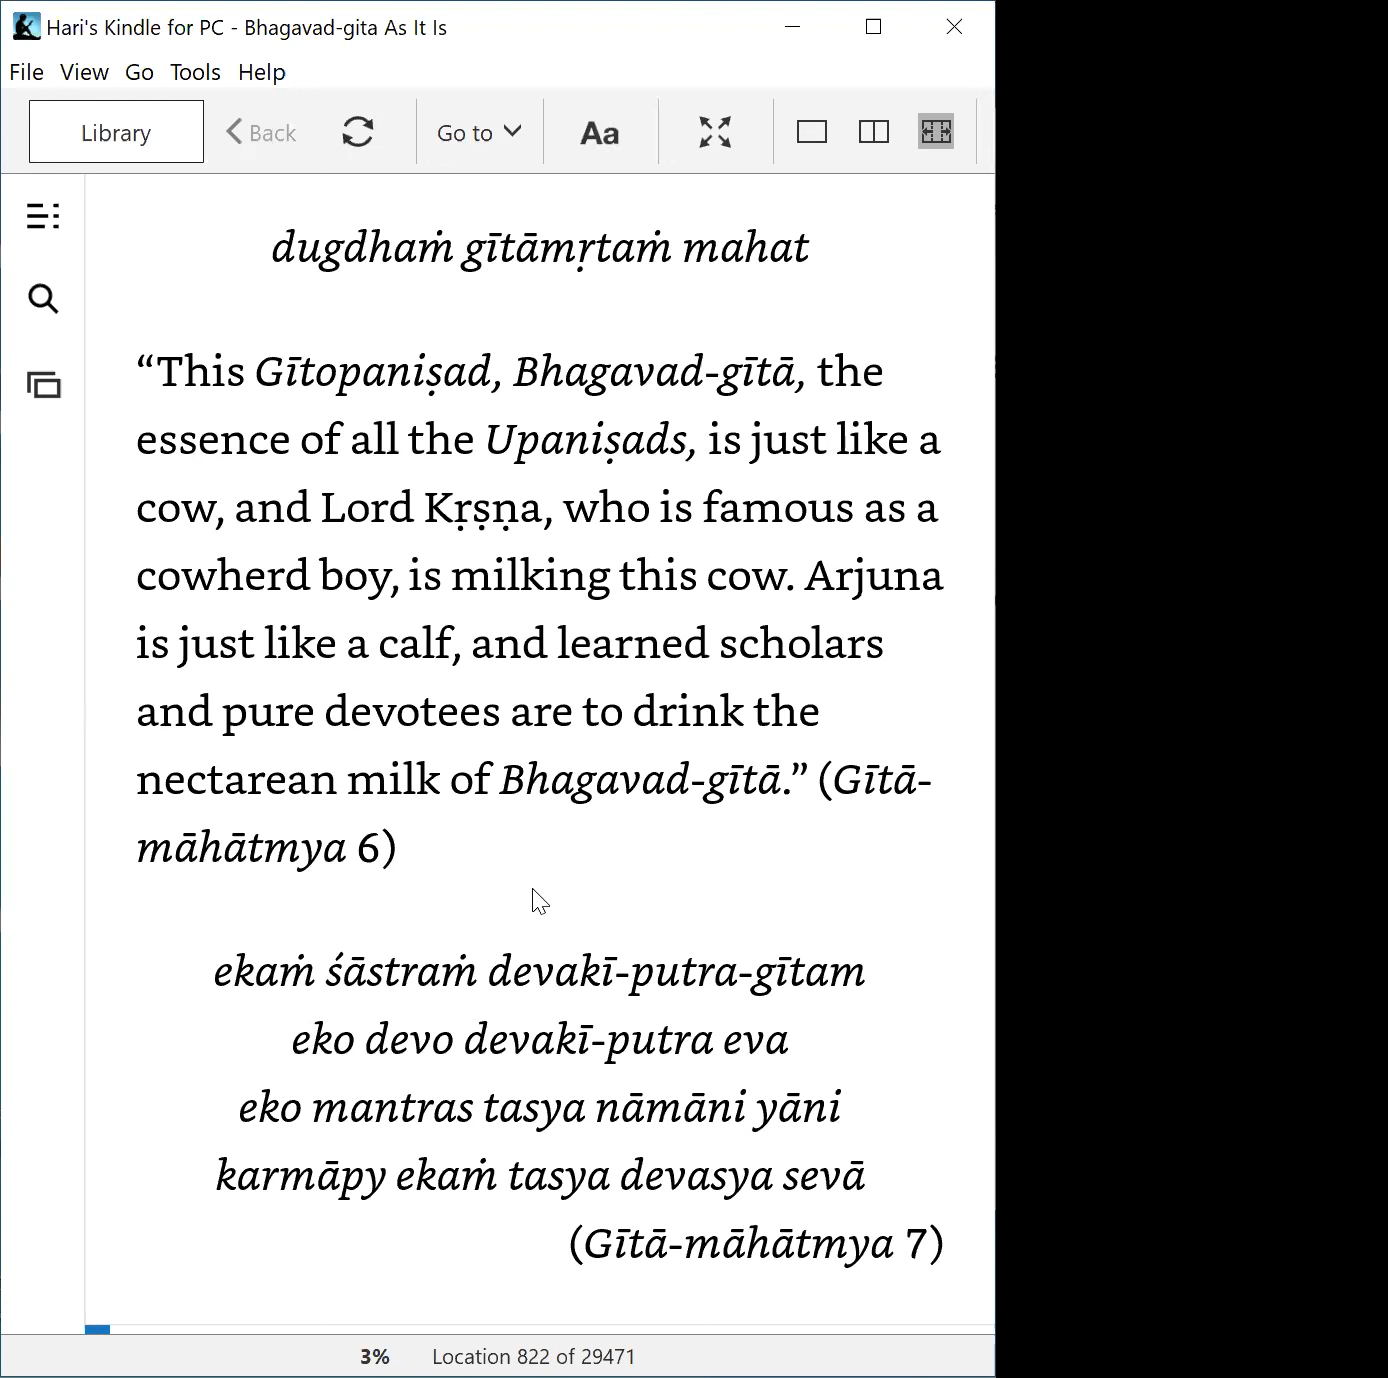 Hari's Kindle for PC - Bhagavad-gita As It Is
File View Go Tools Help
Library Back Go to Aa
dugdhaṁ gītāmṛtaṁ mahat
“This Gītopaniṣad, Bhagavad-gītā, the
essence of all the Upaniṣads, is just like a
cow, and Lord Kṛṣṇa, who is famous as a
cowherd boy, is milking this cow. Arjuna
is just like a calf, and learned scholars
and pure devotees are to drink the
nectarean milk of Bhagavad-gītā.” (Gītā-
māhātmya 6)
ekaṁ śāstraṁ devakī-putra-gītam
eko devo devakī-putra eva
eko mantras tasya nāmāni yāni
karmāpy ekaṁ tasya devasya sevā
(Gītā-māhātmya 7)
3% Location 822 of 29471